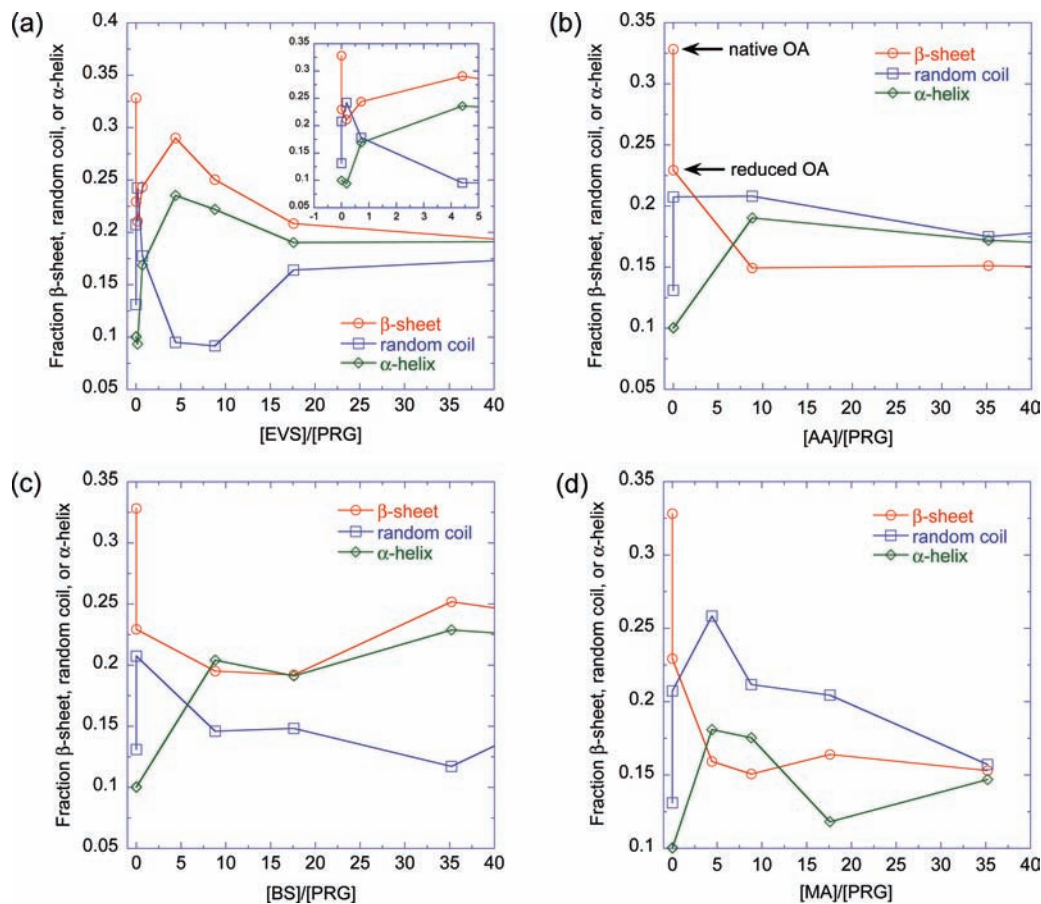 (a)
Fraction β-sheet, random coil, or α-helix
0.4
0.35
0.3
0.25
0.2
0.15
0.1
0.05
0 5 10 15 20 25 30 35 40
[EVS]/[PRG]
β-sheet
random coil
α-helix
0.35
0.3
0.25
0.2
0.15
0.1
0.05
-1 0 1 2 3 4 5
(b)
Fraction β-sheet, random coil, or α-helix
0.35
0.3
0.25
0.2
0.15
0.1
0.05
0 5 10 15 20 25 30 35 40
[AA]/[PRG]
native OA
reduced OA
β-sheet
random coil
α-helix
(c)
Fraction β-sheet, random coil, or α-helix
0.35
0.3
0.25
0.2
0.15
0.1
0.05
0 5 10 15 20 25 30 35 40
[BS]/[PRG]
β-sheet
random coil
α-helix
(d)
Fraction β-sheet, random coil, or α-helix
0.35
0.3
0.25
0.2
0.15
0.1
0 5 10 15 20 25 30 35 40
[MA]/[PRG]
β-sheet
random coil
α-helix